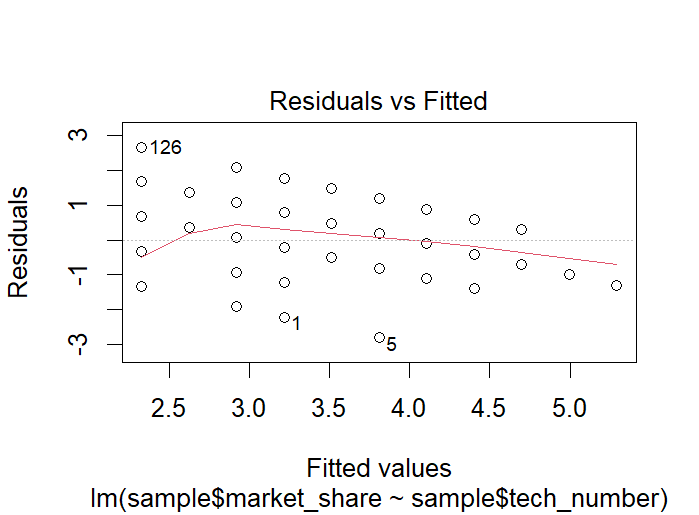 Residuals vs Fitted
Residuals
3
1
-1
-3
126
1
5
2.5 3.0 3.5 4.0 4.5 5.0
Fitted values
lm(sample$market_share ~ sample$tech_number)